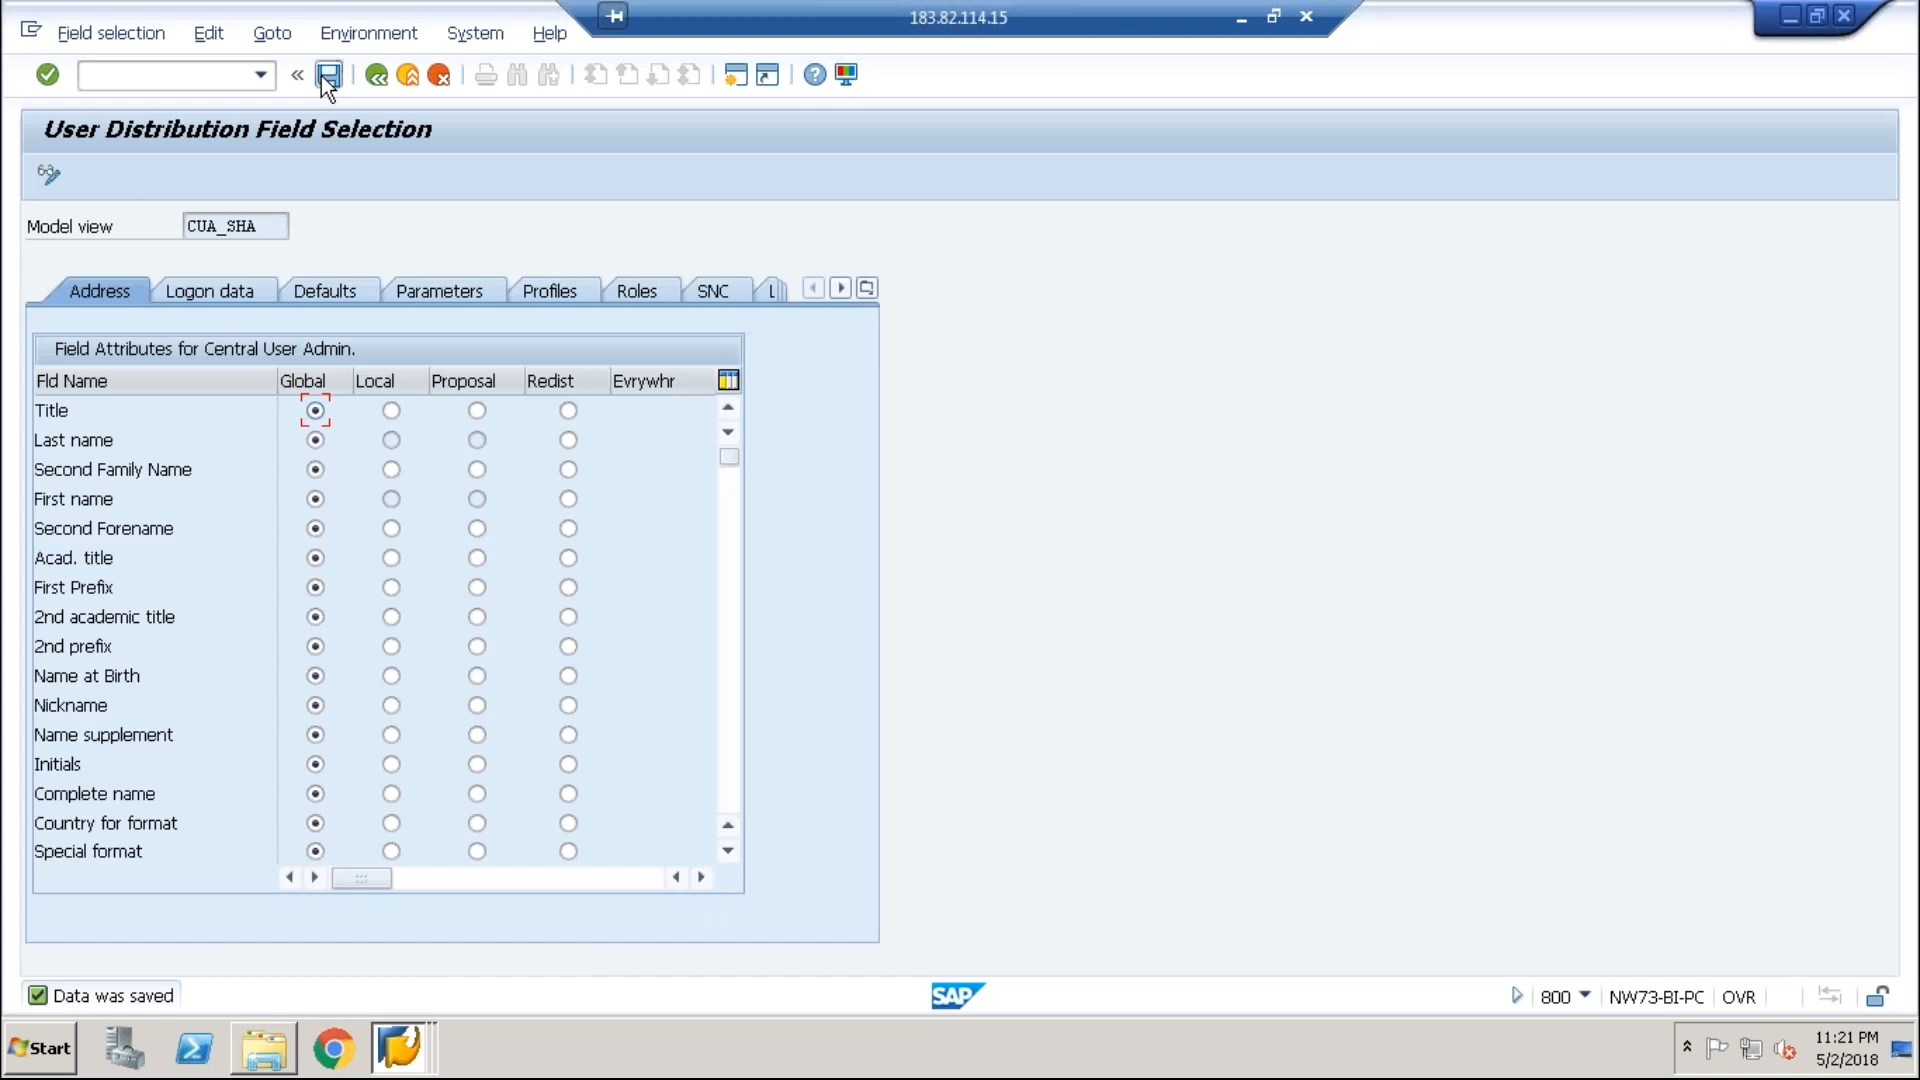 183.82.114.15
Field selection Edit Goto Environment System Help
User Distribution Field Selection
Model view CUA_SHA
Address Logon data Defaults Parameters Profiles Roles SNC L
Field Attributes for Central User Admin.
Fld Name Global Local Proposal Redist Evrywhr
Title
Last name
Second Family Name
First name
Second Forename
Acad. title
First Prefix
2nd academic title
2nd prefix
Name at Birth
Nickname
Name supplement
Initials
Complete name
Country for format
Special format
Data was saved SAP 800 NW73-BI-PC OVR
Start 11:21 PM
5/2/2018